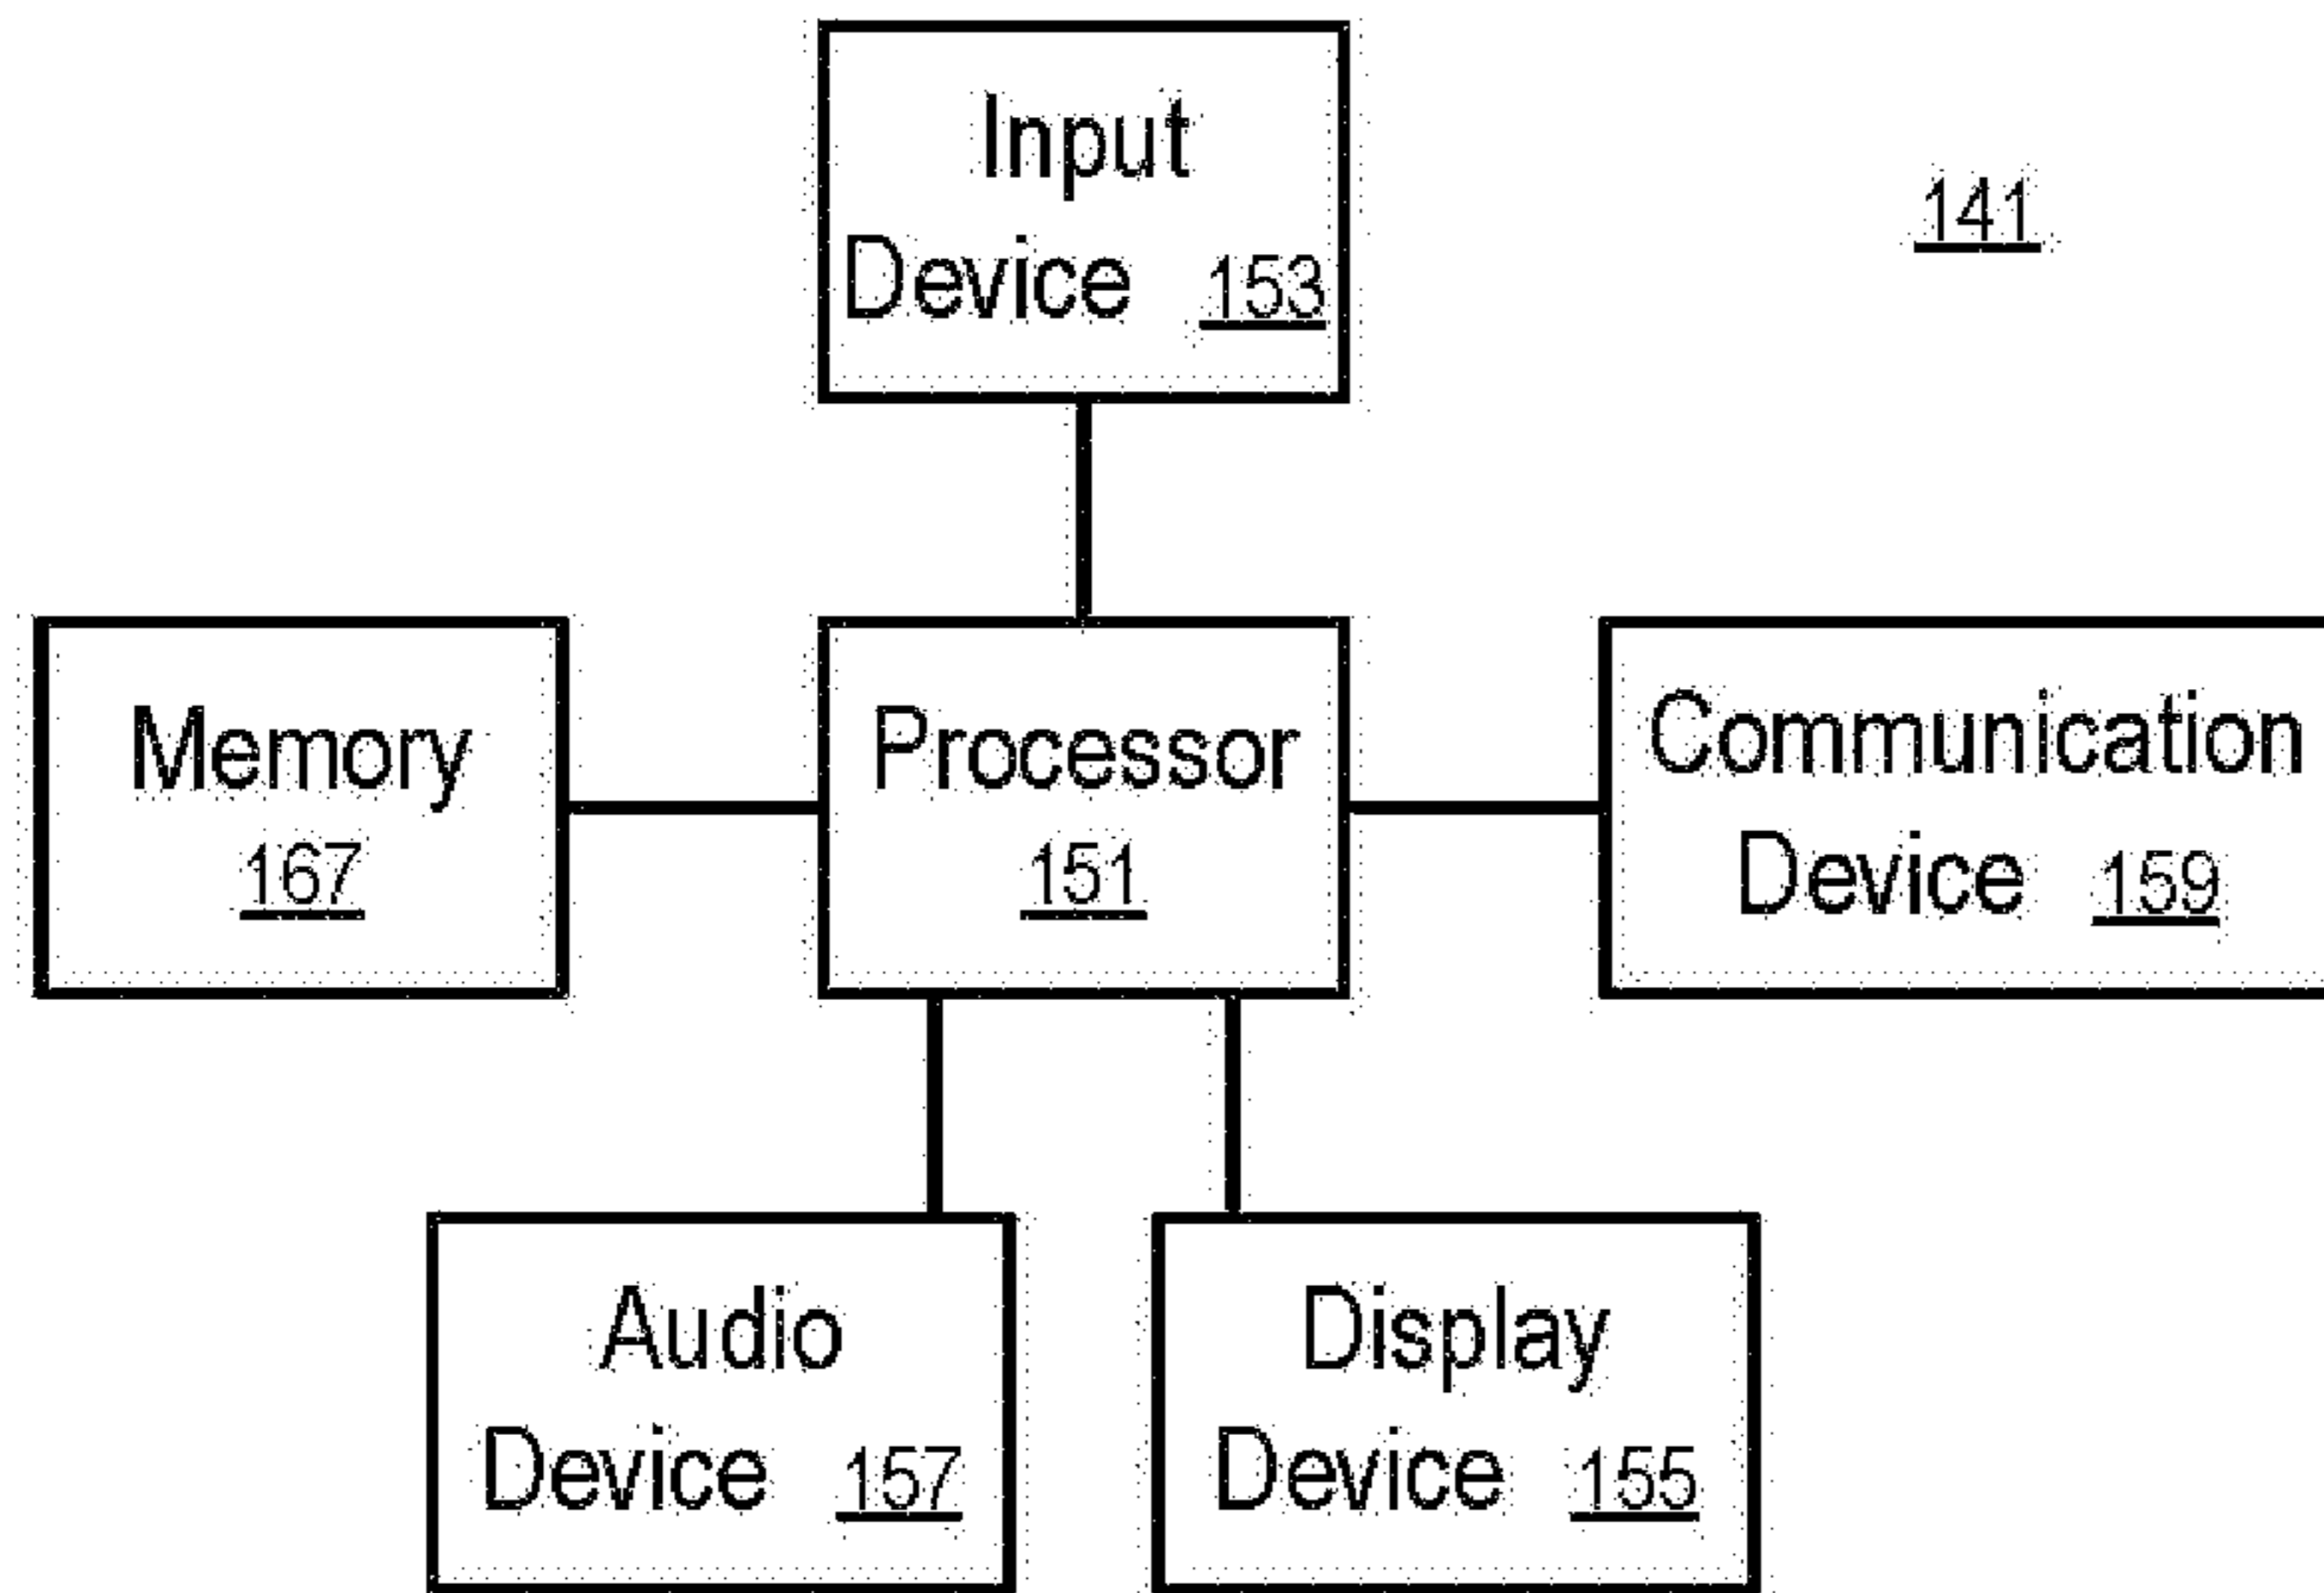 Input
Device 153
141
Memory
167
Processor
151
Communication
Device 159
Audio
Device 157
Display
Device 155